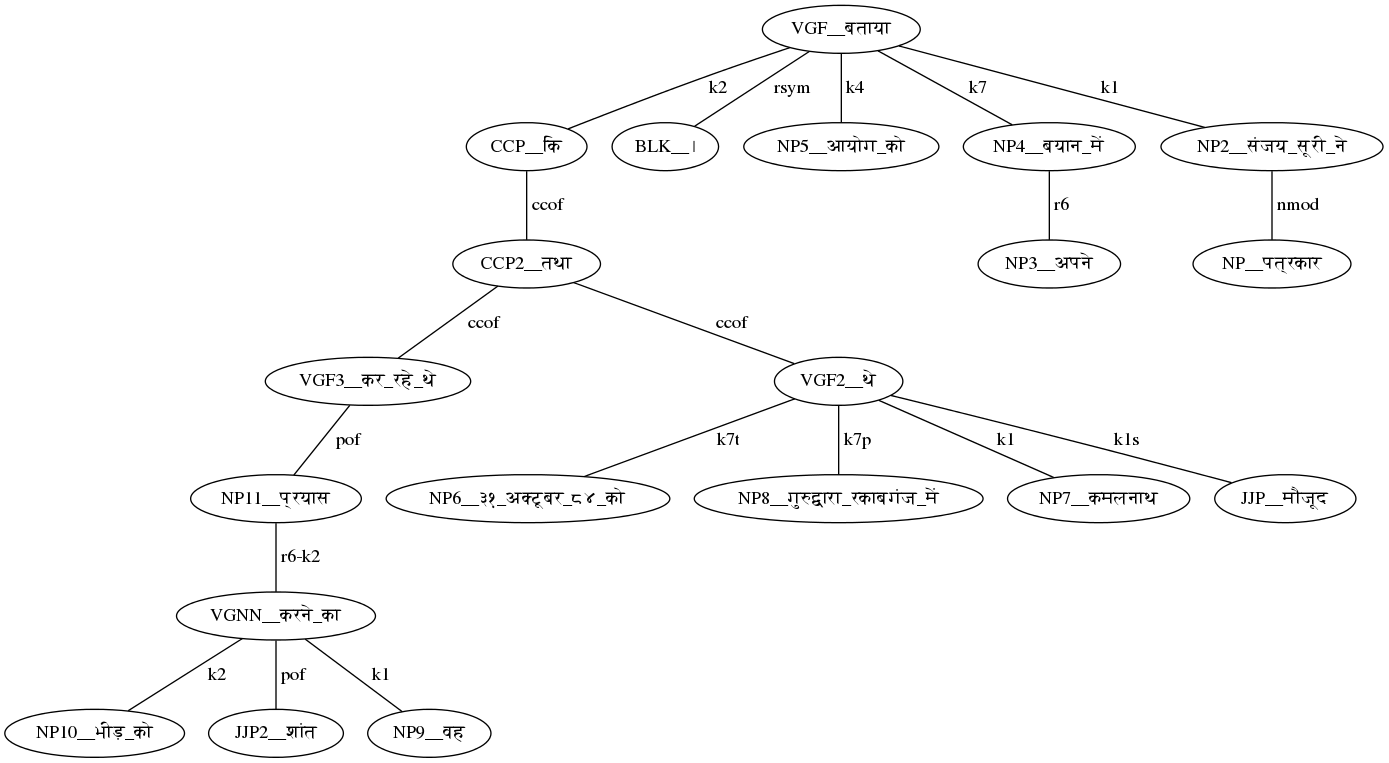 VGF__बताया
k2 rsym k4 k7 k1
CCP__कि BLK__। NP5__आयोग_को NP4__बयान_में NP2__संजय_सूरी_ने
ccof r6 nmod
CCP2__तथा NP3__अपने NP__पत्रकार
ccof ccof
VGF3__कर_रहे_थे VGF2__थे
pof k7t k7p k1 k1s
NP11__प्रयास NP6__३१_अक्टूबर_८४_को NP8__गुरुद्वारा_रकाबगंज_में NP7__कमलनाथ JJP__मौजूद
r6-k2
VGNN__करने_का
k2 pof k1
NP10__भीड़_को JJP2__शांत NP9__वह